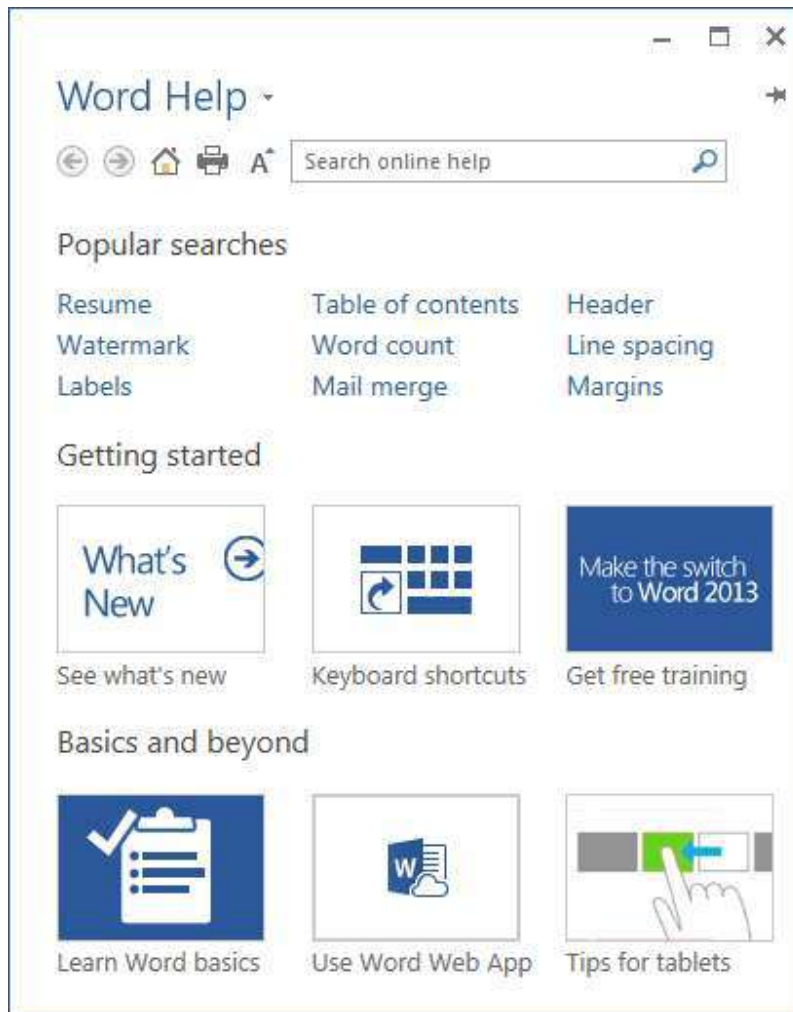 Word Help
A
Search online help
Popular searches
Resume
Table of contents
Header
Watermark
Word count
Line spacing
Labels
Mail merge
Margins
Getting started
What's
New
Make the switch
to Word 2013
See what's new
Keyboard shortcuts
Get free training
Basics and beyond
W
Learn Word basics
Use Word Web App
Tips for tablets